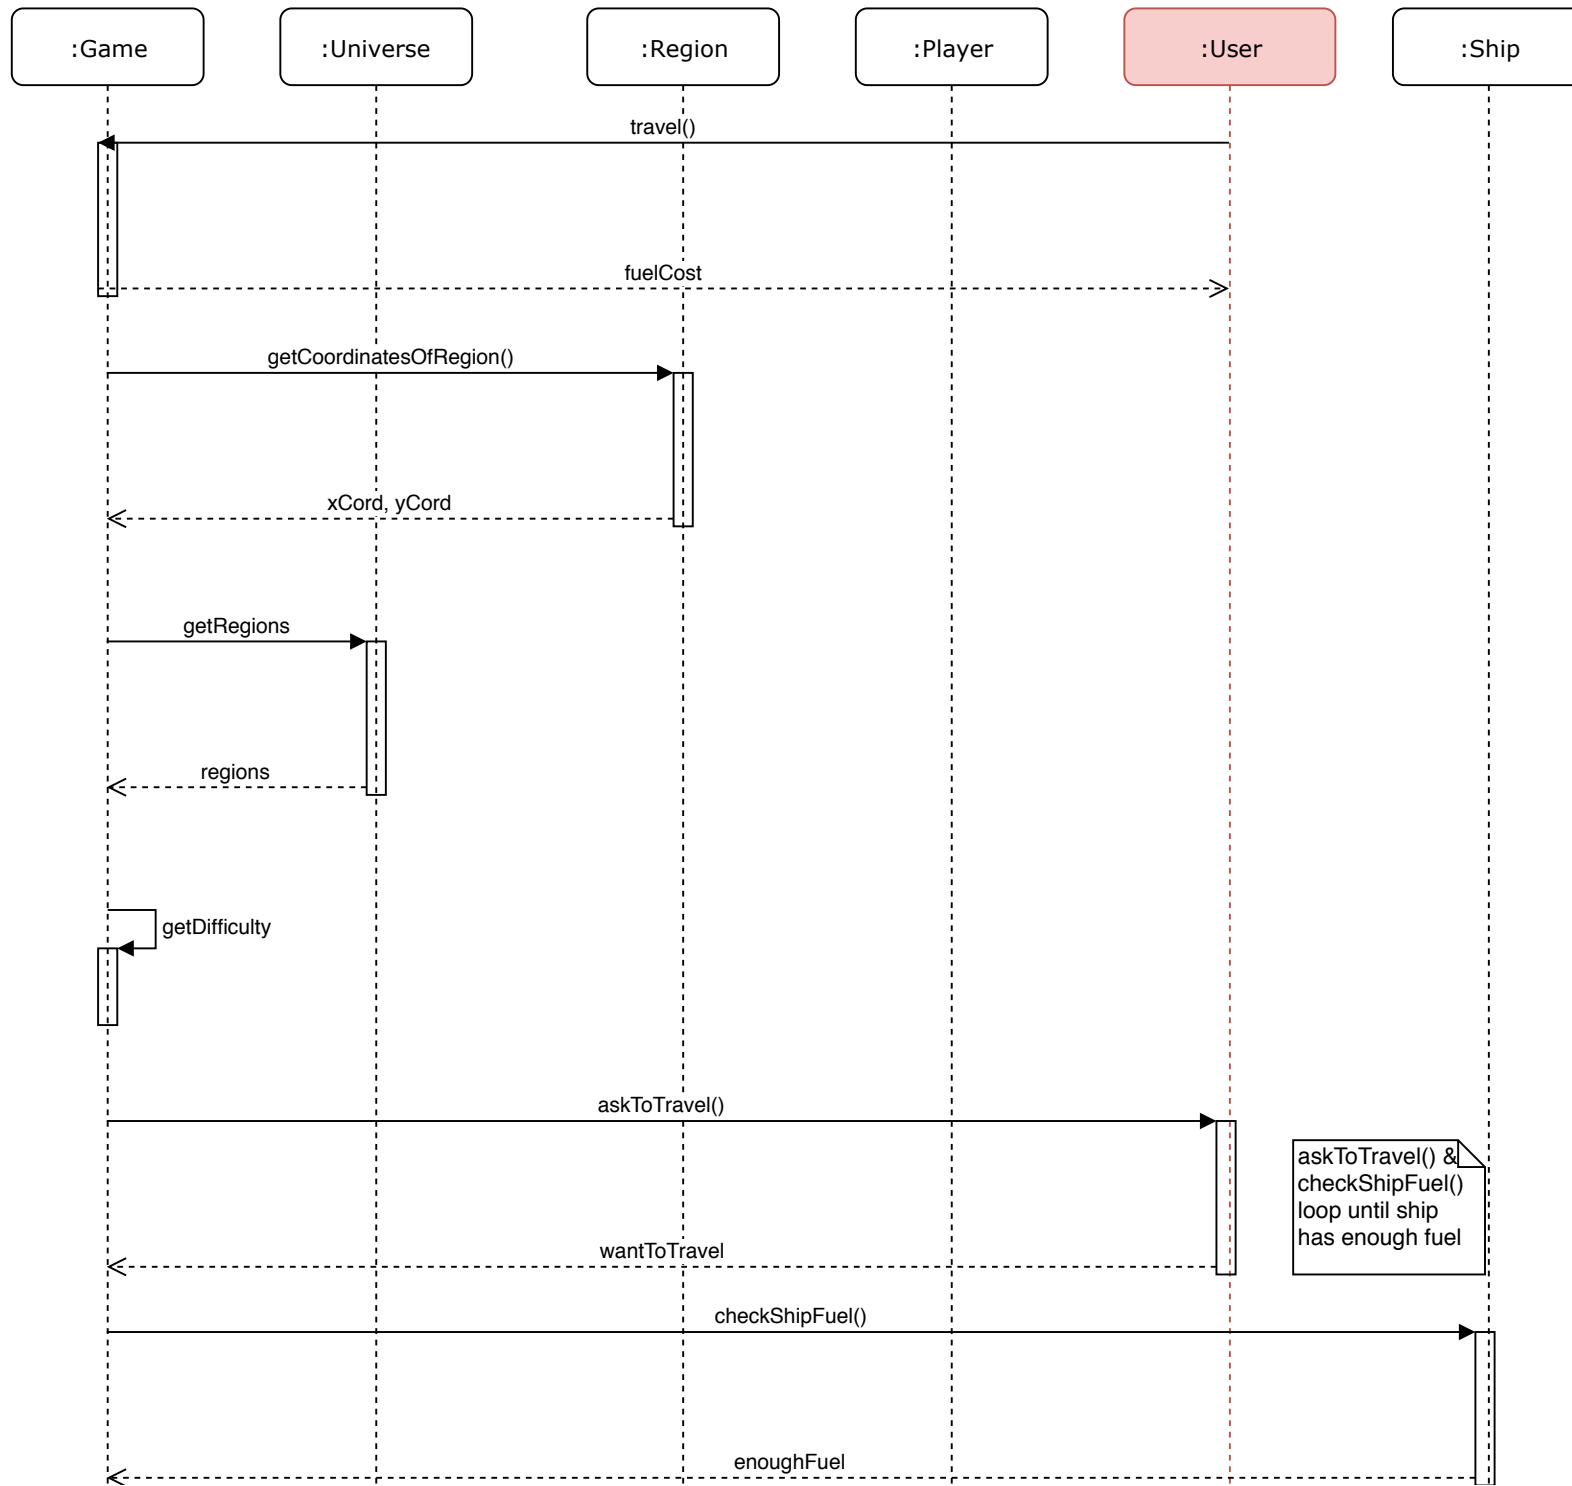 :Game
:Universe
:Region
:Player
:User
:Ship
travel()
fuelCost
getCoordinatesOfRegion()
xCord, yCord
getRegions
regions
getDifficulty
askToTravel()
askToTravel() &
checkShipFuel()
loop until ship
has enough fuel
wantToTravel
checkShipFuel()
enoughFuel